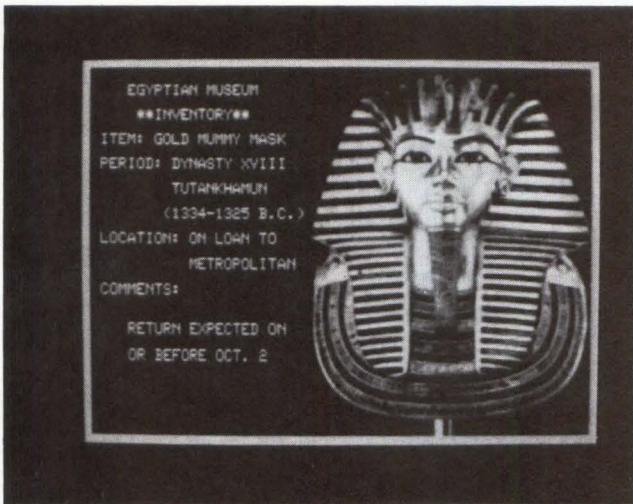 EGYPTIAN MUSEUM
**INVENTORY**
ITEM: GOLD MUMMY MASK
PERIOD: DYNASTY XVIII
TUTANKHAMUN
(1334-1325 B.C.)
LOCATION: ON LOAN TO
METROPOLITAN
COMMENTS:
RETURN EXPECTED ON
OR BEFORE OCT. 2